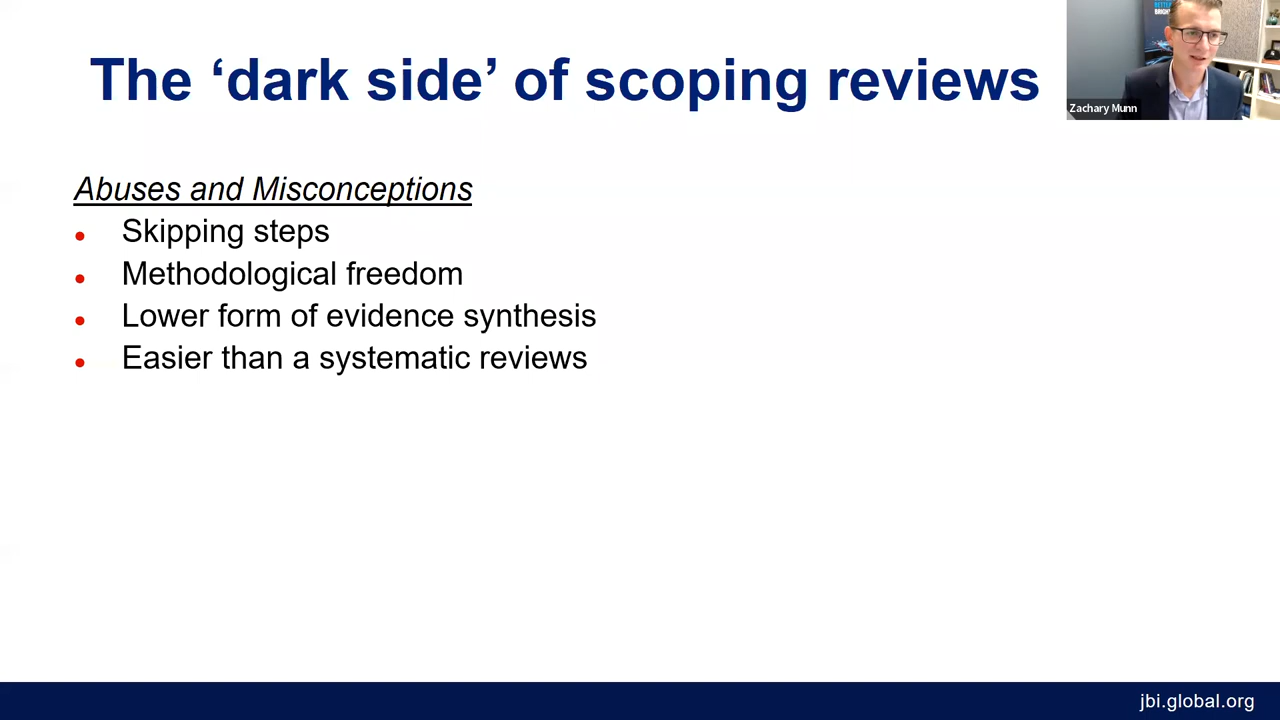 The ‘dark side’ of scoping reviews
Zachary Munn
Abuses and Misconceptions
• Skipping steps
• Methodological freedom
• Lower form of evidence synthesis
• Easier than a systematic reviews
jbi.global.org